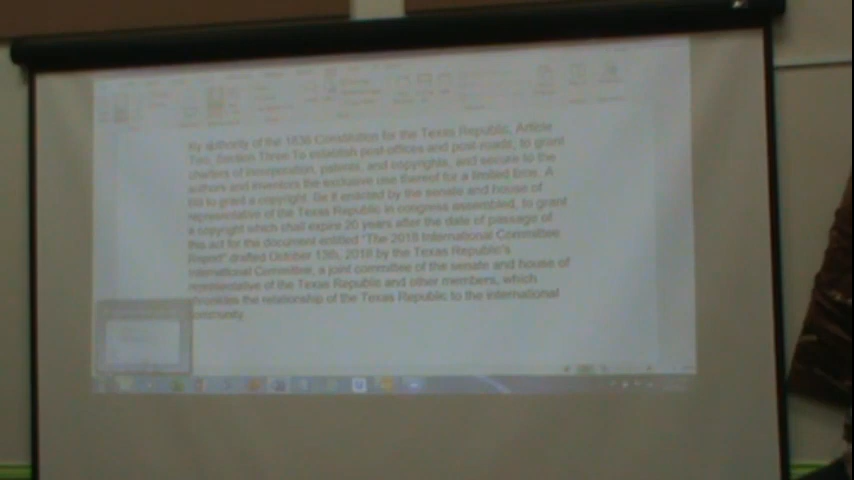 By authority of the 1836 Constitution for the Texas Republic, Article
Two, Section Three To establish post-offices and post-roads, to grant
charters of incorporation, patents, and copyrights, and secure to the
authors and inventors the exclusive use thereof for a limited time. A
bill to grant a copyright. Be it enacted by the senate and house of
representative of the Texas Republic in congress assembled, to grant
a copyright which shall expire 20 years after the date of passage of
this act for the document entitled "The 2018 International Committee
Report" drafted October 13th, 2018 by the Texas Republic's
International Committee, a joint committee of the senate and house of
representative of the Texas Republic and other members, which
chronicles the relationship of the Texas Republic to the international
community.